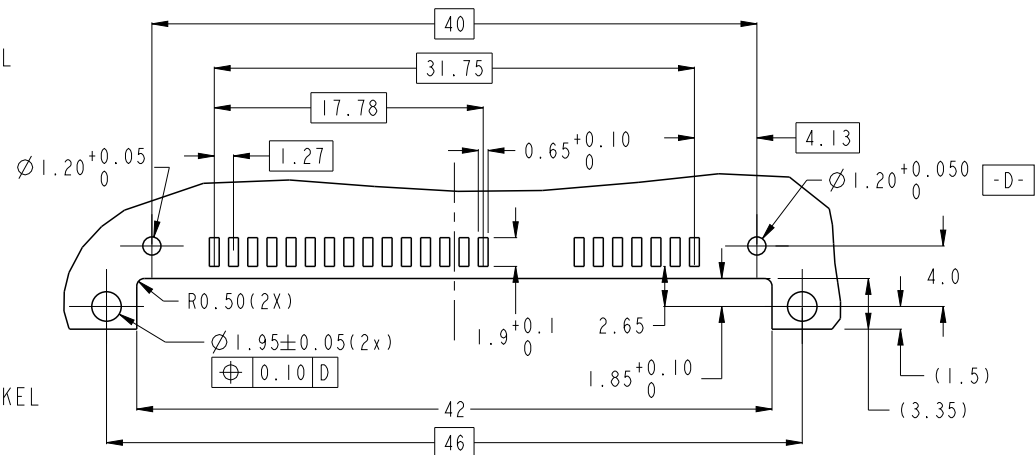 40
L
31.75
17.78
Ø1.20 +0.05 0
1.27
0.65 +0.10 0
4.13
Ø1.20 +0.050 0
-D-
4.0
R0.50(2X)
Ø1.95±0.05(2x)
⌖ 0.10 D
1.9 +0.1 0
2.65
1.85 +0.10 0
(1.5)
(3.35)
KEL
42
46